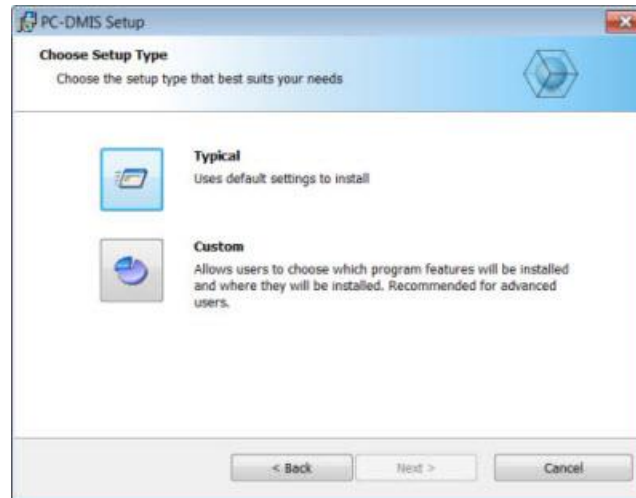 PC-DMIS Setup
Choose Setup Type
Choose the setup type that best suits your needs
Typical
Uses default settings to install
Custom
Allows users to choose which program features will be installed
and where they will be installed. Recommended for advanced
users.
< Back
Next >
Cancel